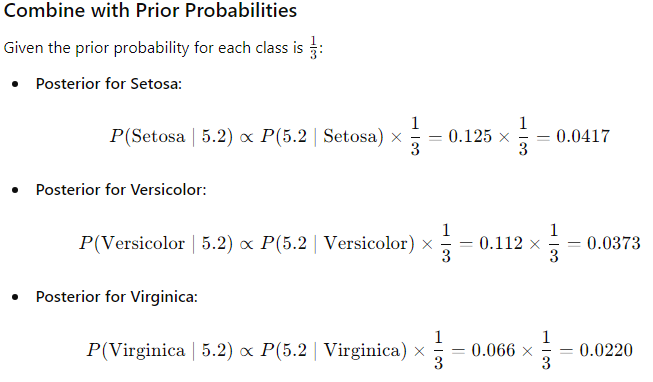 Combine with Prior Probabilities
Given the prior probability for each class is 1/3:
• Posterior for Setosa:
P(Setosa | 5.2) ∝ P(5.2 | Setosa) × 1/3 = 0.125 × 1/3 = 0.0417
• Posterior for Versicolor:
P(Versicolor | 5.2) ∝ P(5.2 | Versicolor) × 1/3 = 0.112 × 1/3 = 0.0373
• Posterior for Virginica:
P(Virginica | 5.2) ∝ P(5.2 | Virginica) × 1/3 = 0.066 × 1/3 = 0.0220